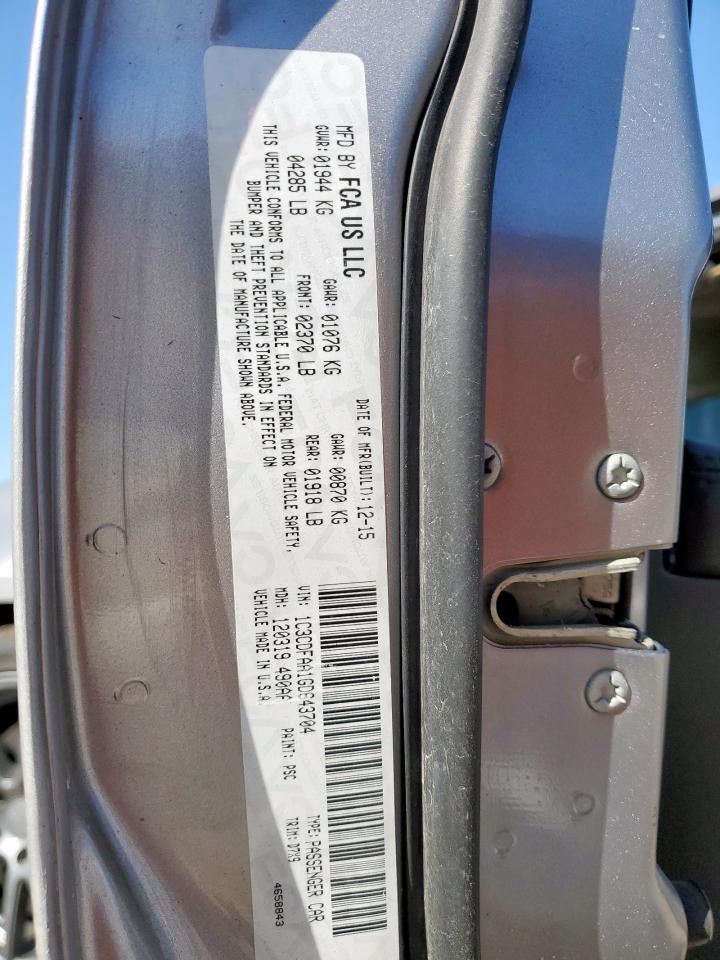 MFD BY FCA US LLC
DATE OF MFR(BUILT): 12-15
GVWR: 01944 KG
GAWR: 01076 KG
GAWR: 00870 KG
04285 LB
FRONT: 02370 LB
REAR: 01918 LB
THIS VEHICLE CONFORMS TO ALL APPLICABLE U.S.A. FEDERAL MOTOR VEHICLE SAFETY,
BUMPER AND THEFT PREVENTION STANDARDS IN EFFECT ON
THE DATE OF MANUFACTURE SHOWN ABOVE.
VIN: 1C3CDFAA1GD643704
TYPE: PASSENGER CAR
MDH: 120319 490AF
PAINT: PSC
TRIM: D7X9
VEHICLE MADE IN U.S.A.
4658843